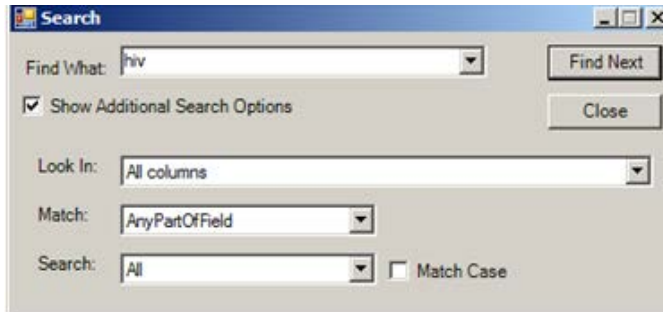 Search
Find What: hiv
Find Next
Show Additional Search Options
Close
Look In: All columns
Match: AnyPartOfField
Search: All
Match Case